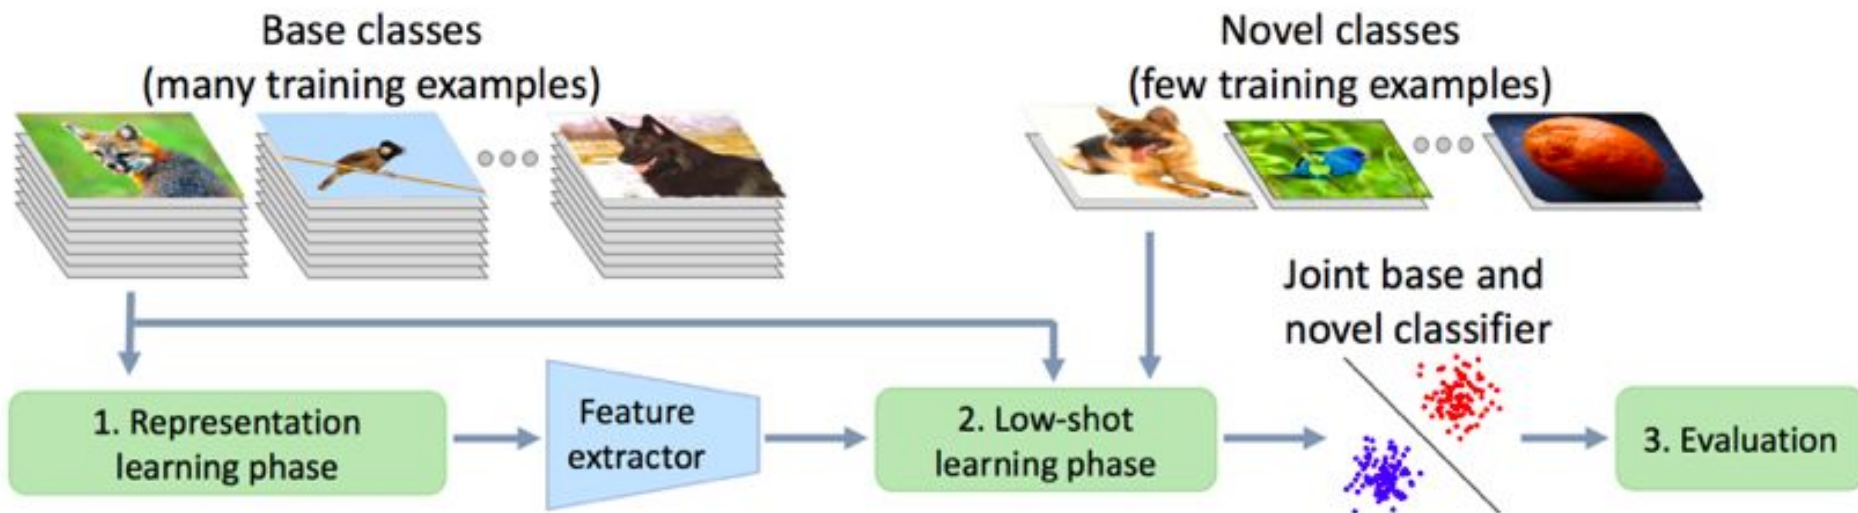 Base classes
(many training examples)
Novel classes
(few training examples)
Joint base and
novel classifier
1. Representation
learning phase
Feature
extractor
2. Low-shot
learning phase
3. Evaluation